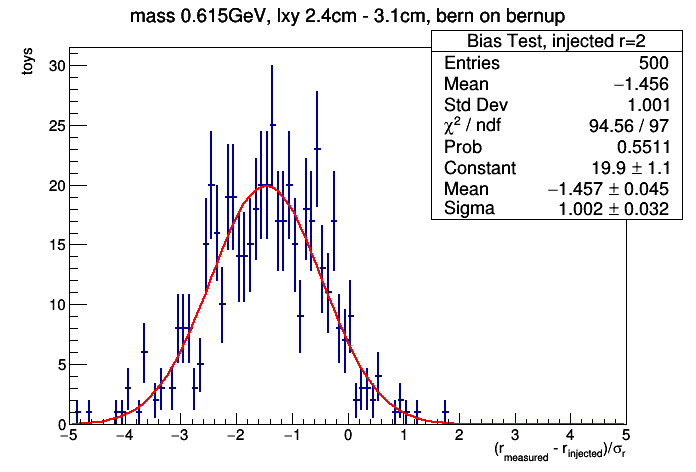 mass 0.615GeV, lxy 2.4cm - 3.1cm, bern on bernup
toys
Bias Test, injected r=2
Entries 500
Mean −1.456
Std Dev 1.001
χ² / ndf 94.56 / 97
Prob 0.5511
Constant 19.9 ± 1.1
Mean −1.457 ± 0.045
Sigma 1.002 ± 0.032
30
25
20
15
10
5
0
−5 −4 −3 −2 −1 0 1 2 3 4 5
(r_measured - r_injected)/σ_r